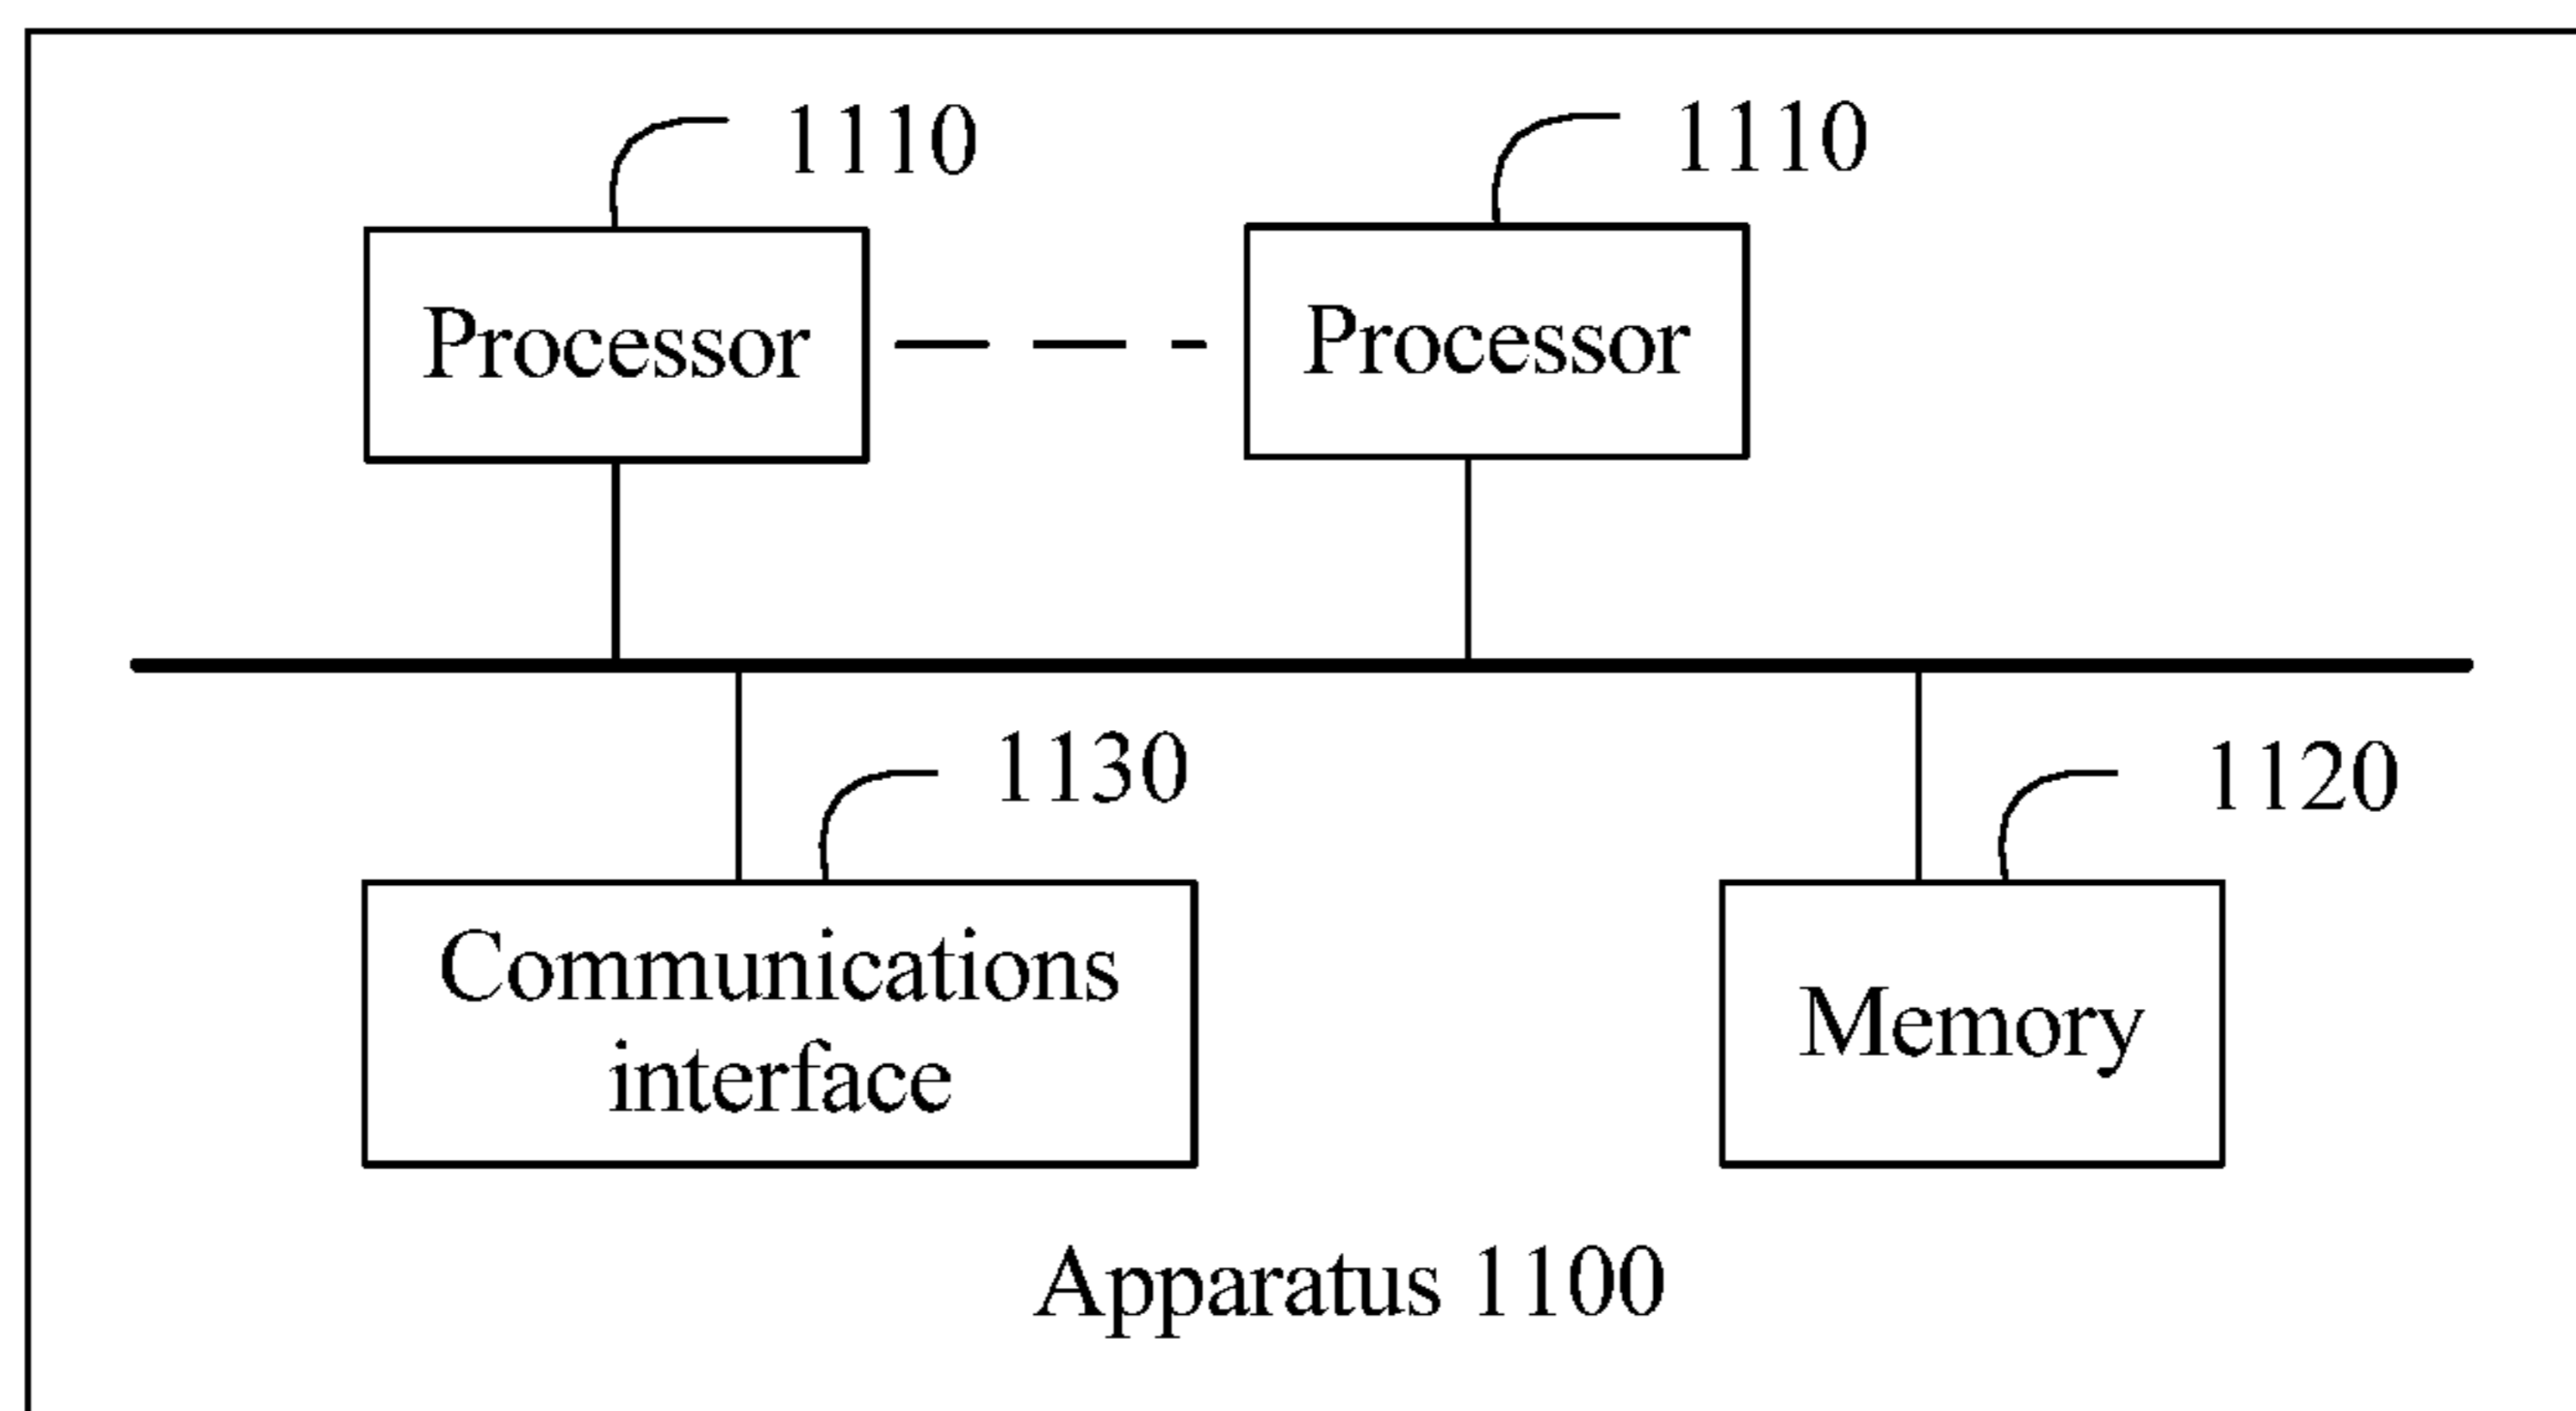 1110
1110
Processor
Processor
1130
1120
Communications
interface
Memory
Apparatus 1100